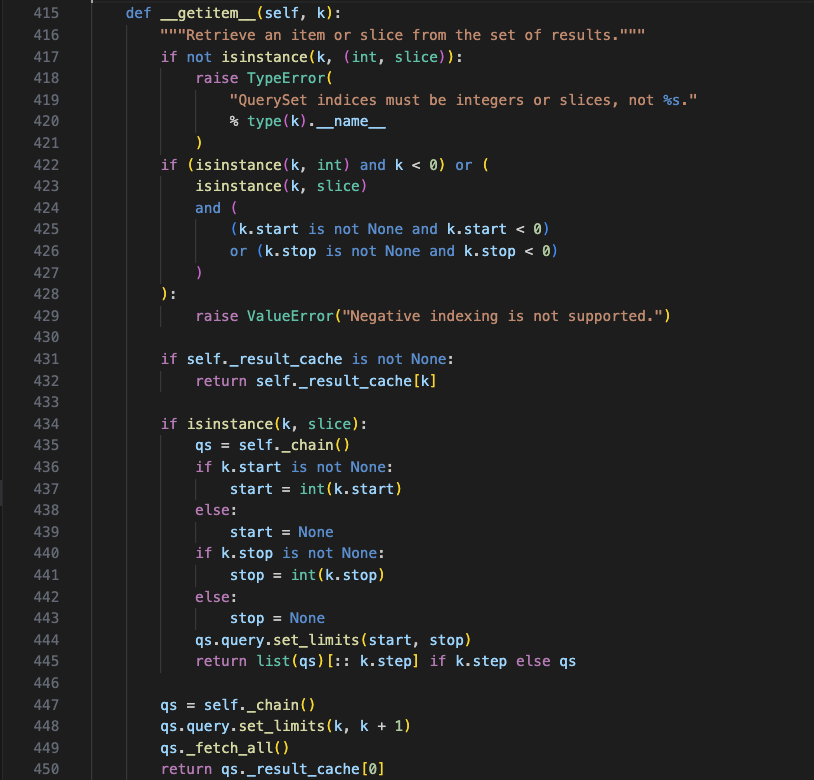 415 def __getitem__(self, k):
416 """Retrieve an item or slice from the set of results."""
417 if not isinstance(k, (int, slice)):
418 raise TypeError(
419 "QuerySet indices must be integers or slices, not %s."
420 % type(k).__name__
421 )
422 if (isinstance(k, int) and k < 0) or (
423 isinstance(k, slice)
424 and (
425 (k.start is not None and k.start < 0)
426 or (k.stop is not None and k.stop < 0)
427 )
428 ):
429 raise ValueError("Negative indexing is not supported.")
430
431 if self._result_cache is not None:
432 return self._result_cache[k]
433
434 if isinstance(k, slice):
435 qs = self._chain()
436 if k.start is not None:
437 start = int(k.start)
438 else:
439 start = None
440 if k.stop is not None:
441 stop = int(k.stop)
442 else:
443 stop = None
444 qs.query.set_limits(start, stop)
445 return list(qs)[:: k.step] if k.step else qs
446
447 qs = self._chain()
448 qs.query.set_limits(k, k + 1)
449 qs._fetch_all()
450 return qs._result_cache[0]